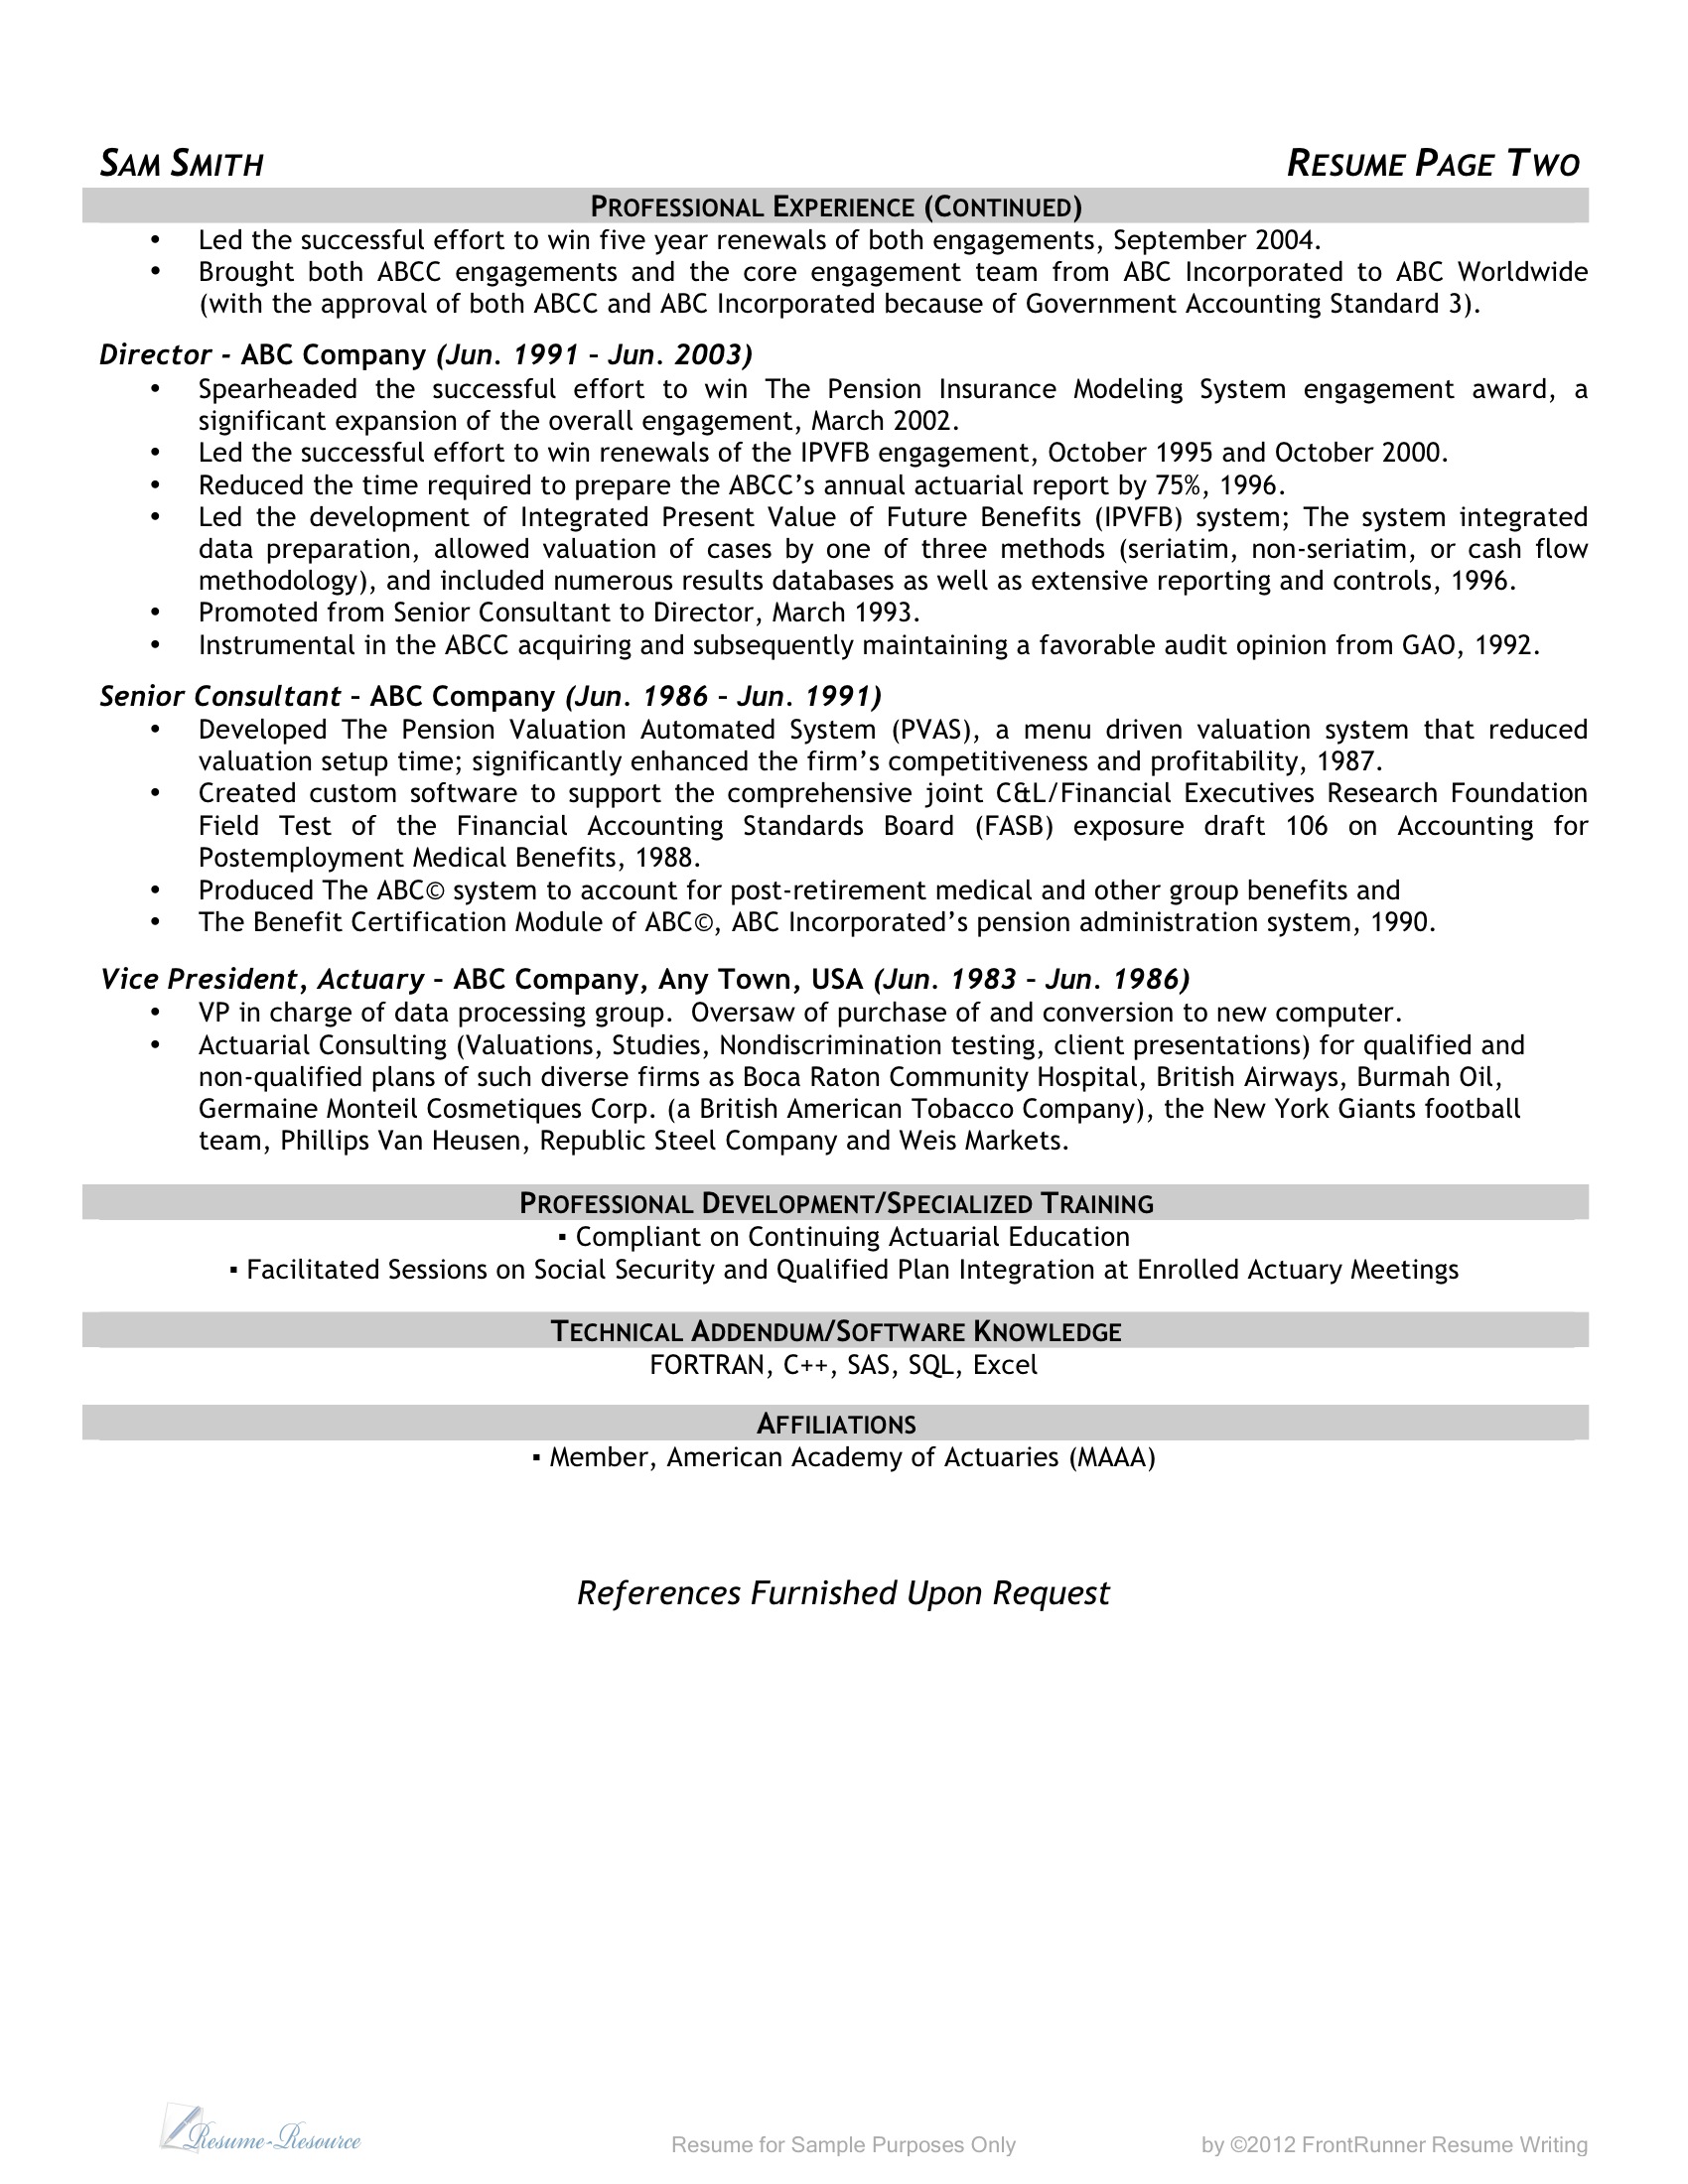 SAM SMITH RESUME PAGE TWO
PROFESSIONAL EXPERIENCE (CONTINUED)
• Led the successful effort to win five year renewals of both engagements, September 2004.
• Brought both ABCC engagements and the core engagement team from ABC Incorporated to ABC Worldwide
(with the approval of both ABCC and ABC Incorporated because of Government Accounting Standard 3).
Director - ABC Company (Jun. 1991 – Jun. 2003)
• Spearheaded the successful effort to win The Pension Insurance Modeling System engagement award, a
significant expansion of the overall engagement, March 2002.
• Led the successful effort to win renewals of the IPVFB engagement, October 1995 and October 2000.
• Reduced the time required to prepare the ABCC’s annual actuarial report by 75%, 1996.
• Led the development of Integrated Present Value of Future Benefits (IPVFB) system; The system integrated
data preparation, allowed valuation of cases by one of three methods (seriatim, non-seriatim, or cash flow
methodology), and included numerous results databases as well as extensive reporting and controls, 1996.
• Promoted from Senior Consultant to Director, March 1993.
• Instrumental in the ABCC acquiring and subsequently maintaining a favorable audit opinion from GAO, 1992.
Senior Consultant – ABC Company (Jun. 1986 – Jun. 1991)
• Developed The Pension Valuation Automated System (PVAS), a menu driven valuation system that reduced
valuation setup time; significantly enhanced the firm’s competitiveness and profitability, 1987.
• Created custom software to support the comprehensive joint C&L/Financial Executives Research Foundation
Field Test of the Financial Accounting Standards Board (FASB) exposure draft 106 on Accounting for
Postemployment Medical Benefits, 1988.
• Produced The ABC© system to account for post-retirement medical and other group benefits and
• The Benefit Certification Module of ABC©, ABC Incorporated’s pension administration system, 1990.
Vice President, Actuary – ABC Company, Any Town, USA (Jun. 1983 – Jun. 1986)
• VP in charge of data processing group.  Oversaw of purchase of and conversion to new computer.
• Actuarial Consulting (Valuations, Studies, Nondiscrimination testing, client presentations) for qualified and
non-qualified plans of such diverse firms as Boca Raton Community Hospital, British Airways, Burmah Oil,
Germaine Monteil Cosmetiques Corp. (a British American Tobacco Company), the New York Giants football
team, Phillips Van Heusen, Republic Steel Company and Weis Markets.
PROFESSIONAL DEVELOPMENT/SPECIALIZED TRAINING
▪ Compliant on Continuing Actuarial Education
▪ Facilitated Sessions on Social Security and Qualified Plan Integration at Enrolled Actuary Meetings
TECHNICAL ADDENDUM/SOFTWARE KNOWLEDGE
FORTRAN, C++, SAS, SQL, Excel
AFFILIATIONS
▪ Member, American Academy of Actuaries (MAAA)
References Furnished Upon Request
Resume-Resource Resume for Sample Purposes Only by ©2012 FrontRunner Resume Writing